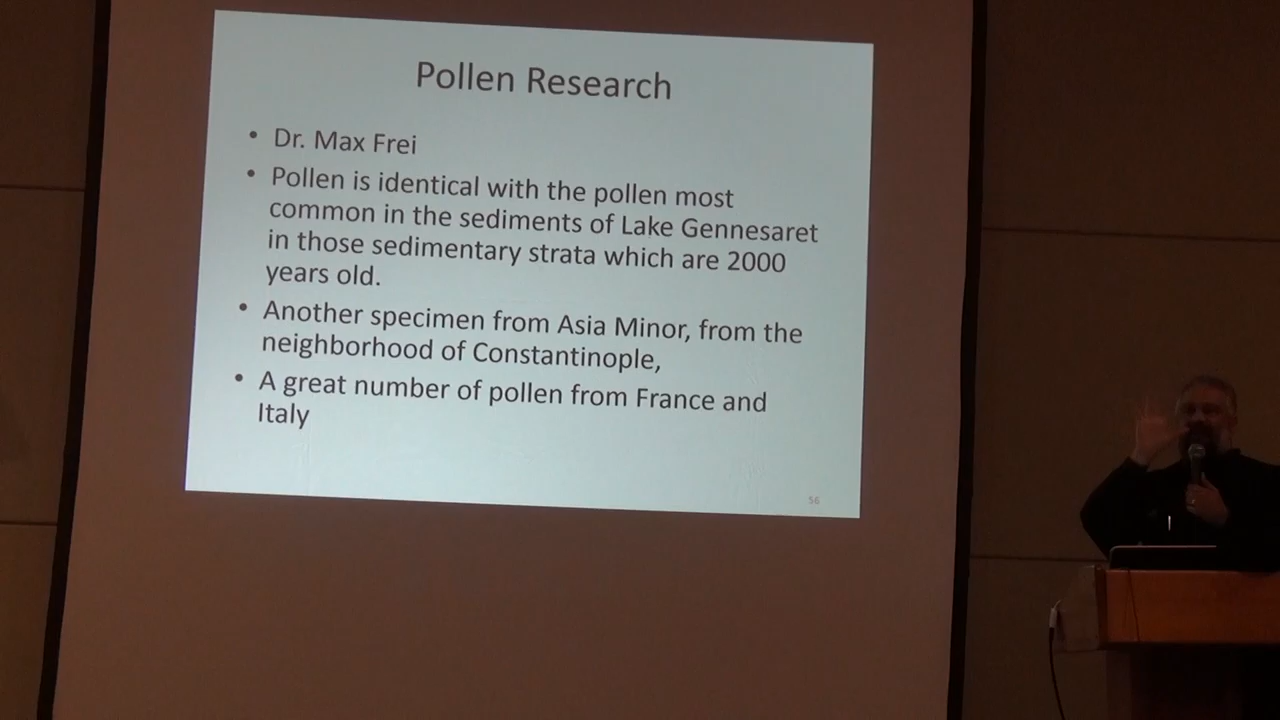 Pollen Research
• Dr. Max Frei
• Pollen is identical with the pollen most
common in the sediments of Lake Gennesaret
in those sedimentary strata which are 2000
years old.
• Another specimen from Asia Minor, from the
neighborhood of Constantinople,
• A great number of pollen from France and
Italy
56